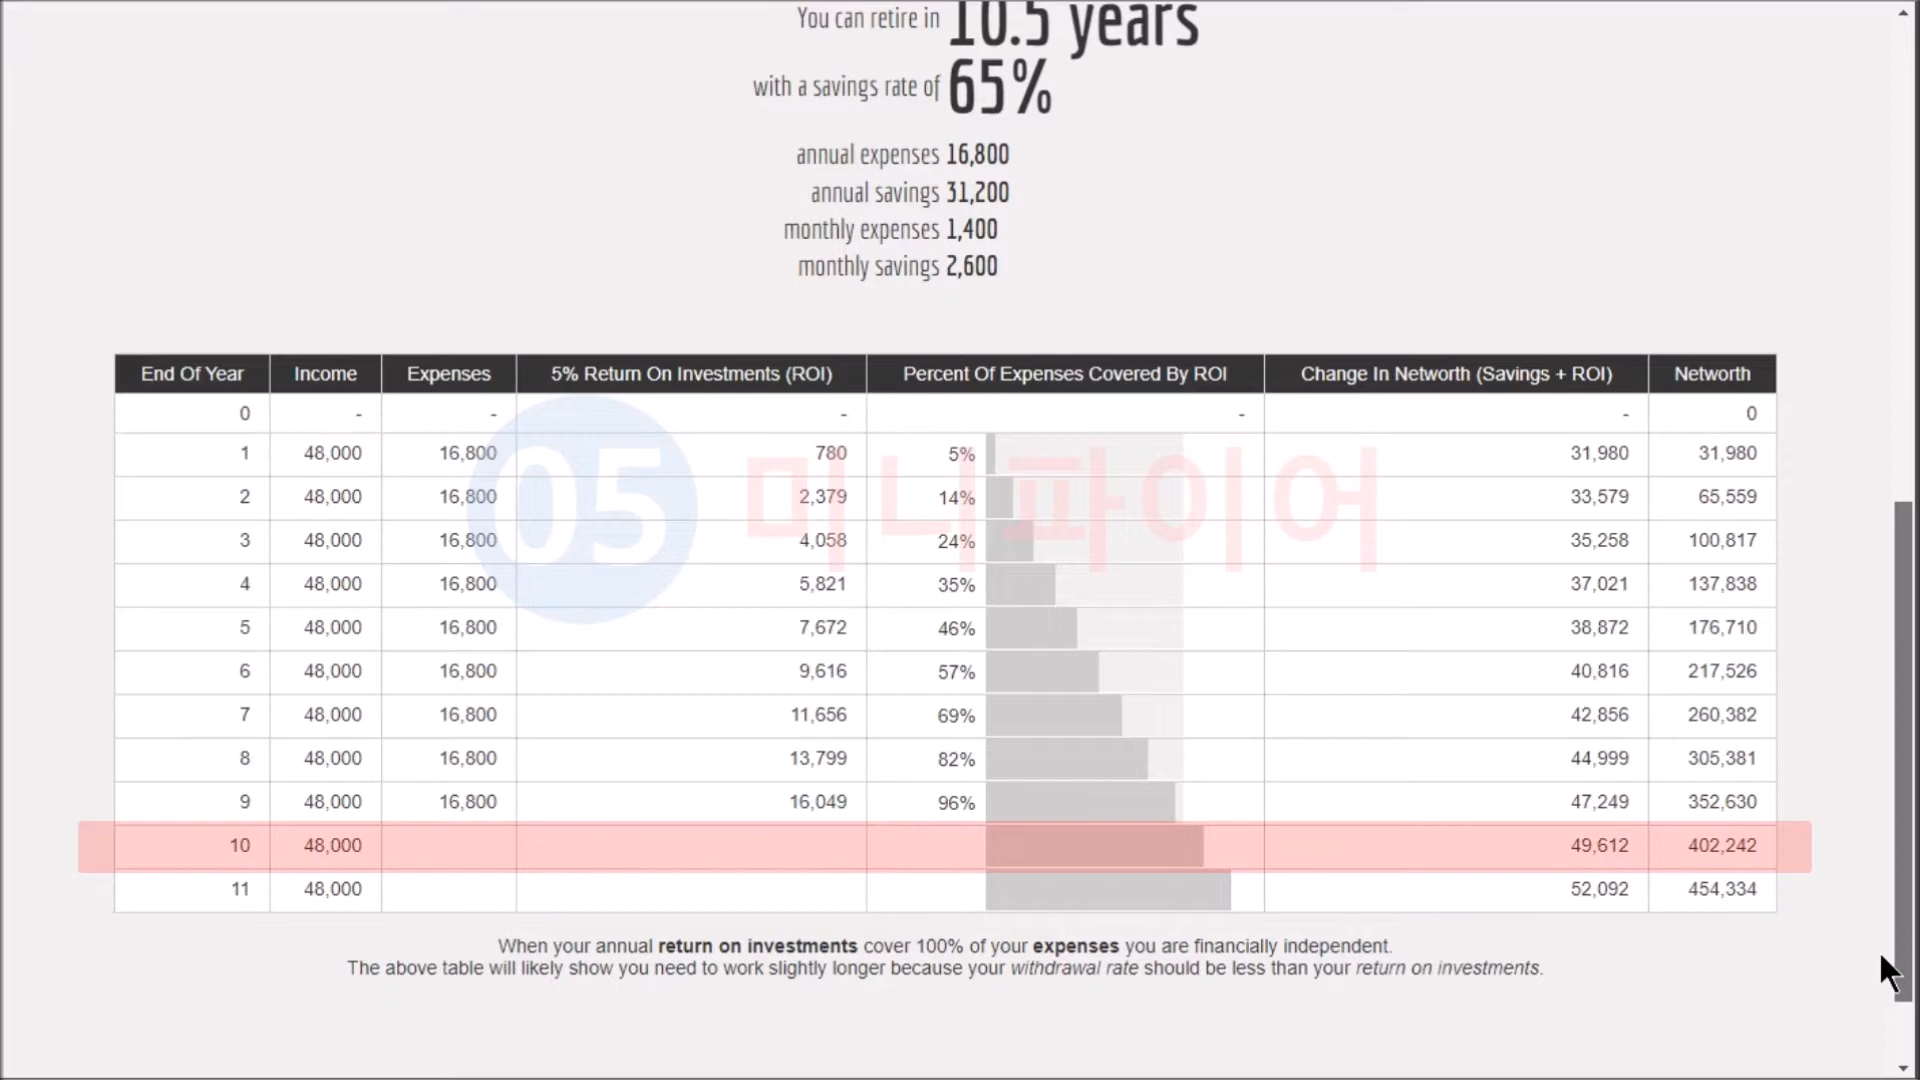 You can retire in 10.5 years
with a savings rate of 65%
annual expenses 16,800
annual savings 31,200
monthly expenses 1,400
monthly savings 2,600
End Of Year Income Expenses 5% Return On Investments (ROI) Percent Of Expenses Covered By ROI Change In Networth (Savings + ROI) Networth
0 - - - - - 0
1 48,000 16,800 780 5% 31,980 31,980
2 48,000 16,800 2,379 14% 33,579 65,559
05 미니파이어
3 48,000 16,800 4,058 24% 35,258 100,817
4 48,000 16,800 5,821 35% 37,021 137,838
5 48,000 16,800 7,672 46% 38,872 176,710
6 48,000 16,800 9,616 57% 40,816 217,526
7 48,000 16,800 11,656 69% 42,856 260,382
8 48,000 16,800 13,799 82% 44,999 305,381
9 48,000 16,800 16,049 96% 47,249 352,630
10 48,000 49,612 402,242
11 48,000 52,092 454,334
When your annual return on investments cover 100% of your expenses you are financially independent.
The above table will likely show you need to work slightly longer because your withdrawal rate should be less than your return on investments.